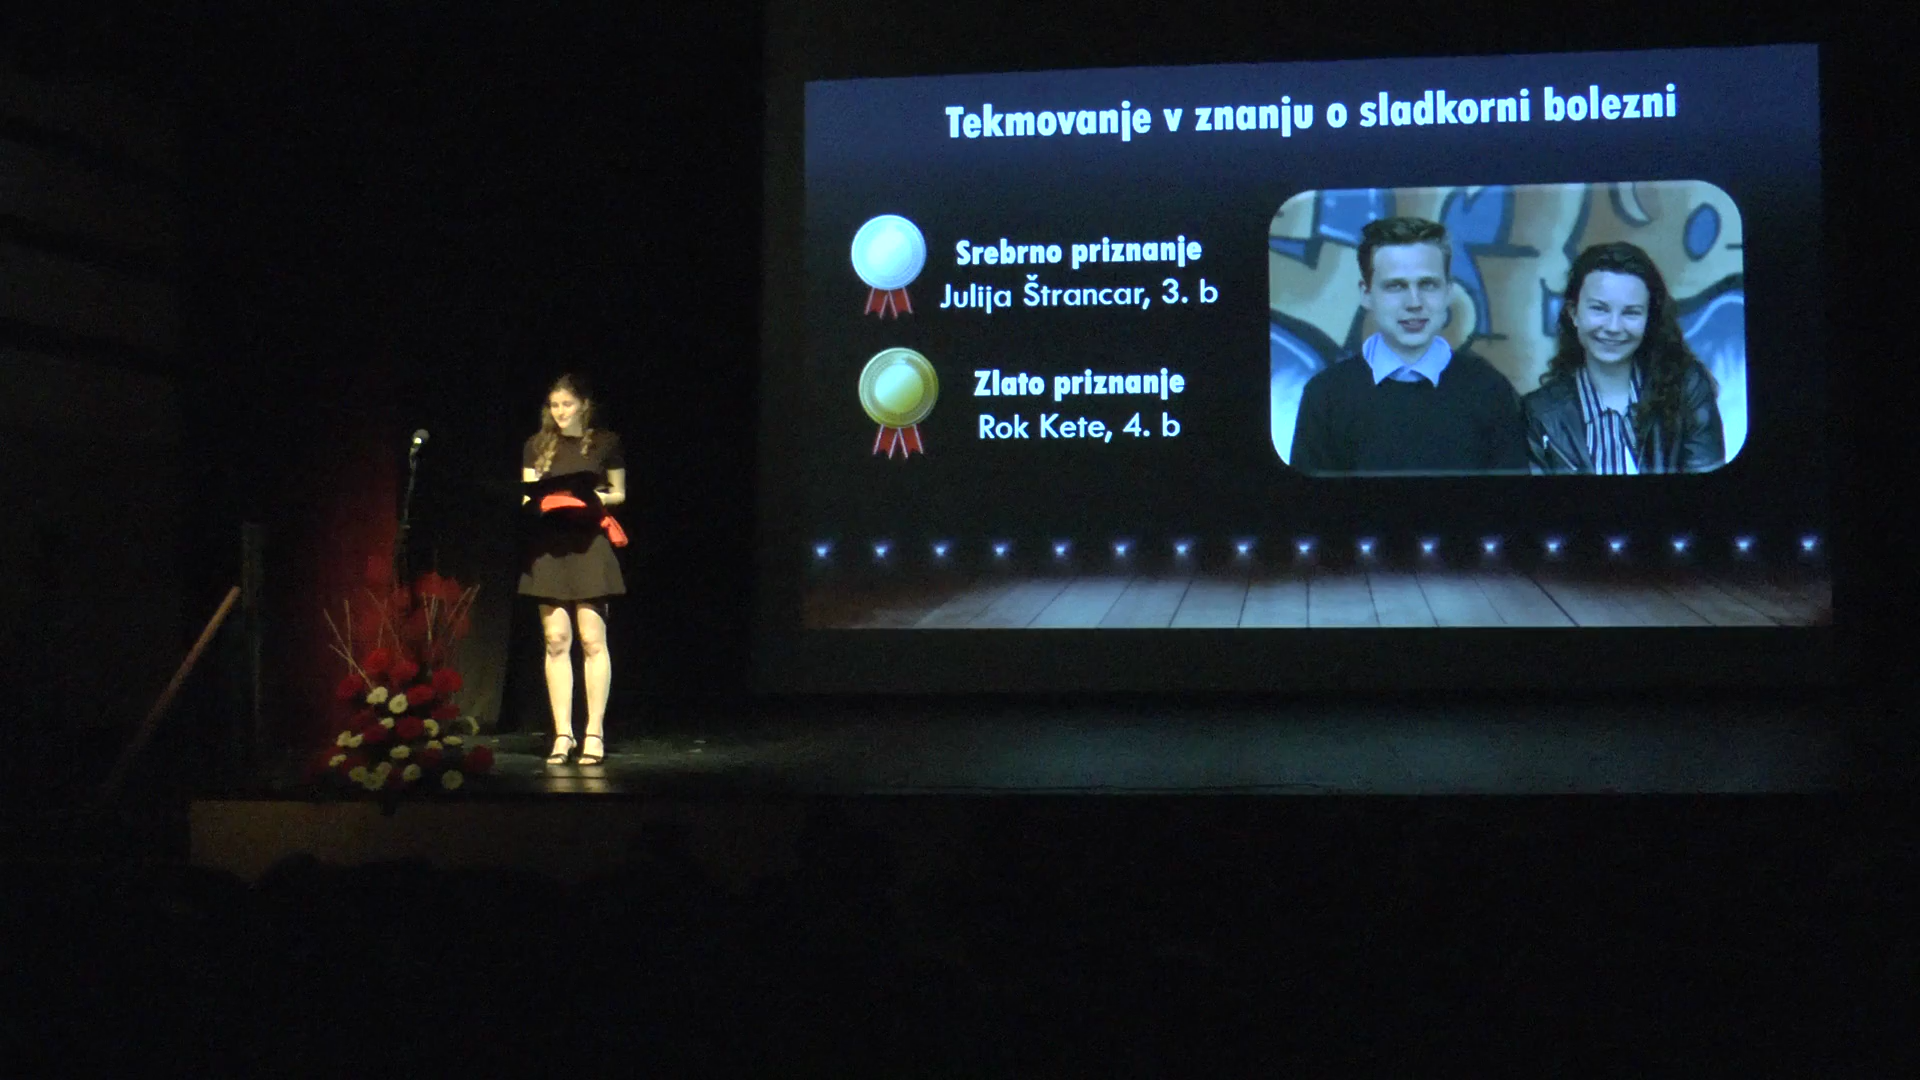 Tekmovanje v znanju o sladkorni bolezni
Srebrno priznanje
Julija Štrancar, 3. b
Zlato priznanje
Rok Kete, 4. b